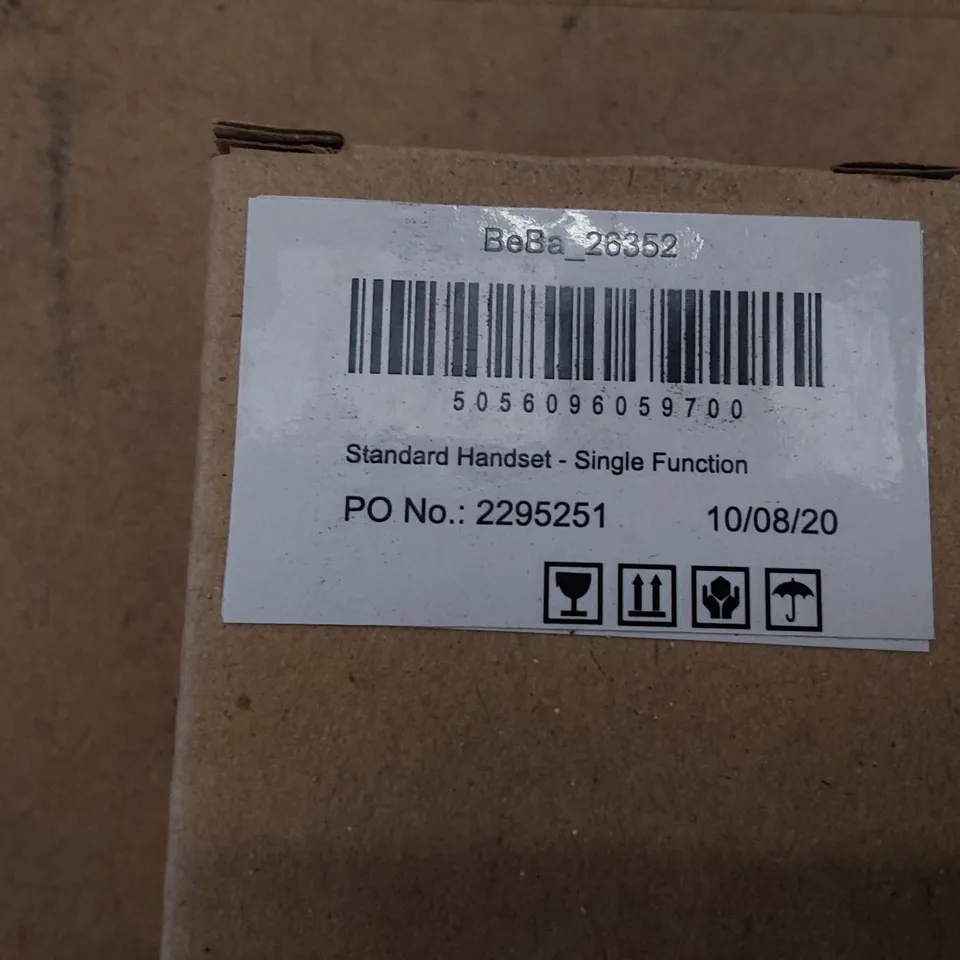 BeBa_26352
5056096059700
Standard Handset - Single Function
PO No.: 2295251 10/08/20